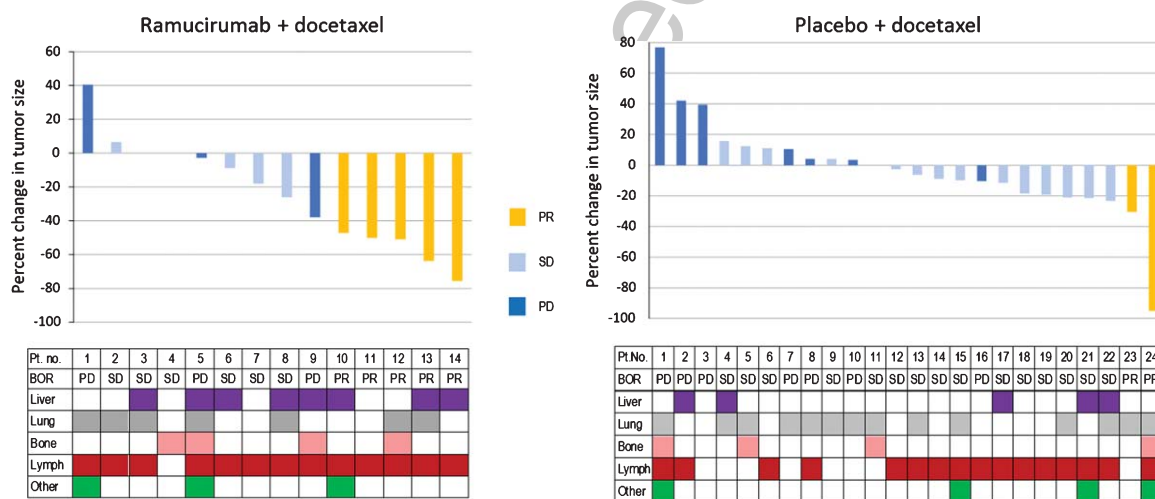 Ramucirumab + docetaxel
Percent change in tumor size
60
40
20
0
-20
-40
-60
-80
-100
PR
SD
PD
Pt. no. 1 2 3 4 5 6 7 8 9 10 11 12 13 14
BOR PD SD SD SD PD SD SD SD PD PR PR PR PR PR
Liver
Lung
Bone
Lymph
Other
Placebo + docetaxel
Percent change in tumor size
80
60
40
20
0
-20
-40
-60
-80
-100
Pt.No. 1 2 3 4 5 6 7 8 9 10 11 12 13 14 15 16 17 18 19 20 21 22 23 24
BOR PD PD PD SD SD SD PD PD SD PD SD SD SD SD SD PD SD SD SD SD SD SD PR PR
Liver
Lung
Bone
Lymph
Other